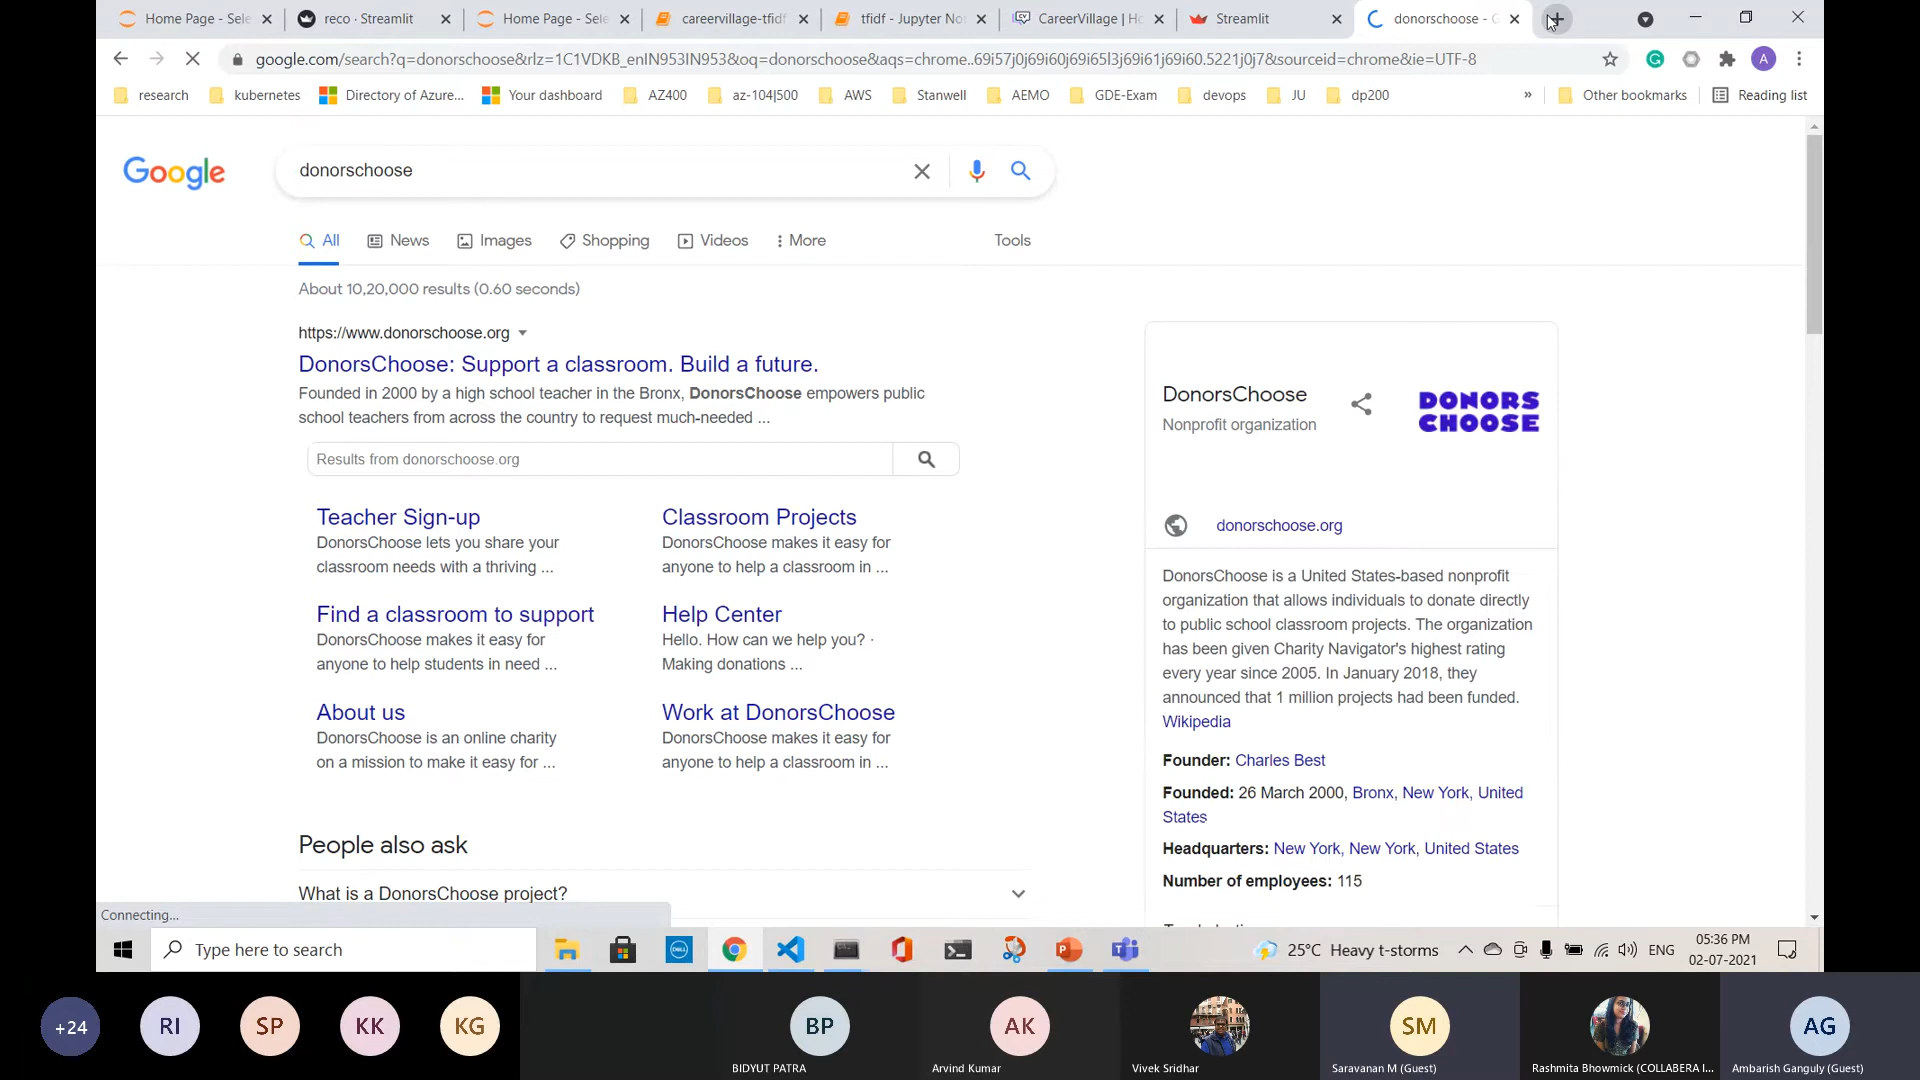 Home Page - Sele
reco · Streamlit
Home Page - Sele
careervillage-tfidf
tfidf - Jupyter No
CareerVillage | Ho
Streamlit
donorschoose - G
google.com/search?q=donorschoose&rlz=1C1VDKB_enIN953IN953&oq=donorschoose&aqs=chrome..69i57j0j69i60j69i65l3j69i61j69i60.5221j0j7&sourceid=chrome&ie=UTF-8
A
research
kubernetes
Directory of Azure...
Your dashboard
AZ400
az-104|500
AWS
Stanwell
AEMO
GDE-Exam
devops
JU
dp200
»
Other bookmarks
Reading list
Google
donorschoose
All
News
Images
Shopping
Videos
More
Tools
About 10,20,000 results (0.60 seconds)
https://www.donorschoose.org
DonorsChoose: Support a classroom. Build a future.
Founded in 2000 by a high school teacher in the Bronx, DonorsChoose empowers public
school teachers from across the country to request much-needed ...
Results from donorschoose.org
Teacher Sign-up
DonorsChoose lets you share your
classroom needs with a thriving ...
Classroom Projects
DonorsChoose makes it easy for
anyone to help a classroom in ...
Find a classroom to support
DonorsChoose makes it easy for
anyone to help students in need ...
Help Center
Hello. How can we help you? ·
Making donations ...
About us
DonorsChoose is an online charity
on a mission to make it easy for ...
Work at DonorsChoose
DonorsChoose makes it easy for
anyone to help a classroom in ...
People also ask
What is a DonorsChoose project?
DonorsChoose
Nonprofit organization
DONORS
CHOOSE
donorschoose.org
DonorsChoose is a United States-based nonprofit
organization that allows individuals to donate directly
to public school classroom projects. The organization
has been given Charity Navigator's highest rating
every year since 2005. In January 2018, they
announced that 1 million projects had been funded.
Wikipedia
Founder: Charles Best
Founded: 26 March 2000, Bronx, New York, United
States
Headquarters: New York, New York, United States
Number of employees: 115
Connecting...
Type here to search
DELL
25°C Heavy t-storms
ENG
05:36 PM
02-07-2021
+24
RI
SP
KK
KG
BP
BIDYUT PATRA
AK
Arvind Kumar
Vivek Sridhar
SM
Saravanan M (Guest)
Rashmita Bhowmick (COLLABERA I...
AG
Ambarish Ganguly (Guest)